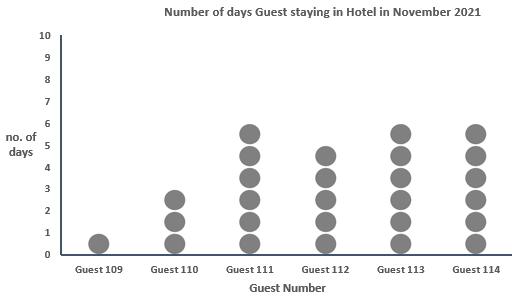 Number of days Guest staying in Hotel in November 2021
10
9
8
7
6
5
4
3
2
1
0
no. of
days
Guest 109 Guest 110 Guest 111 Guest 112 Guest 113 Guest 114
Guest Number